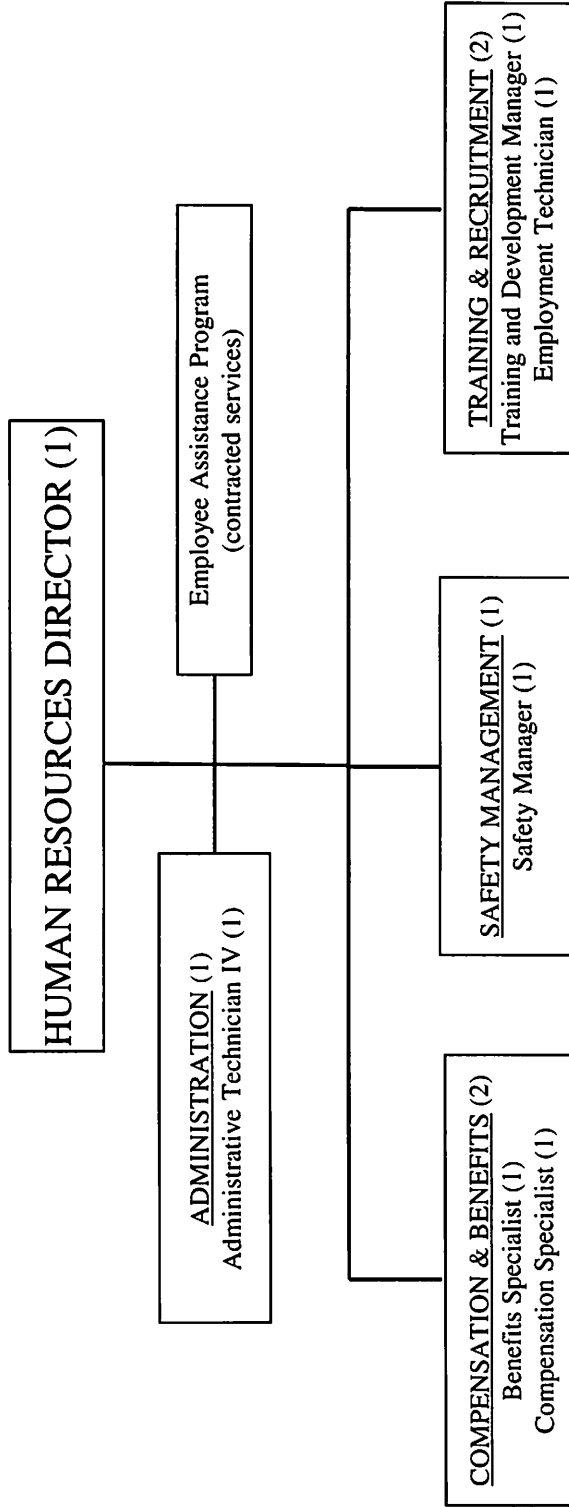 HUMAN RESOURCES DIRECTOR (1)
ADMINISTRATION (1)
Administrative Technician IV (1)
Employee Assistance Program
(contracted services)
COMPENSATION & BENEFITS (2)
Benefits Specialist (1)
Compensation Specialist (1)
SAFETY MANAGEMENT (1)
Safety Manager (1)
TRAINING & RECRUITMENT (2)
Training and Development Manager (1)
Employment Technician (1)